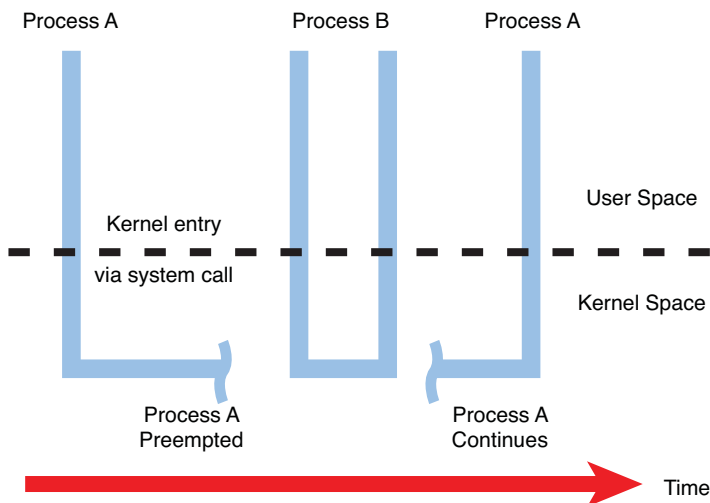 Process A
Process B
Process A
User Space
Kernel entry
via system call
Kernel Space
Process A
Preempted
Process A
Continues
Time